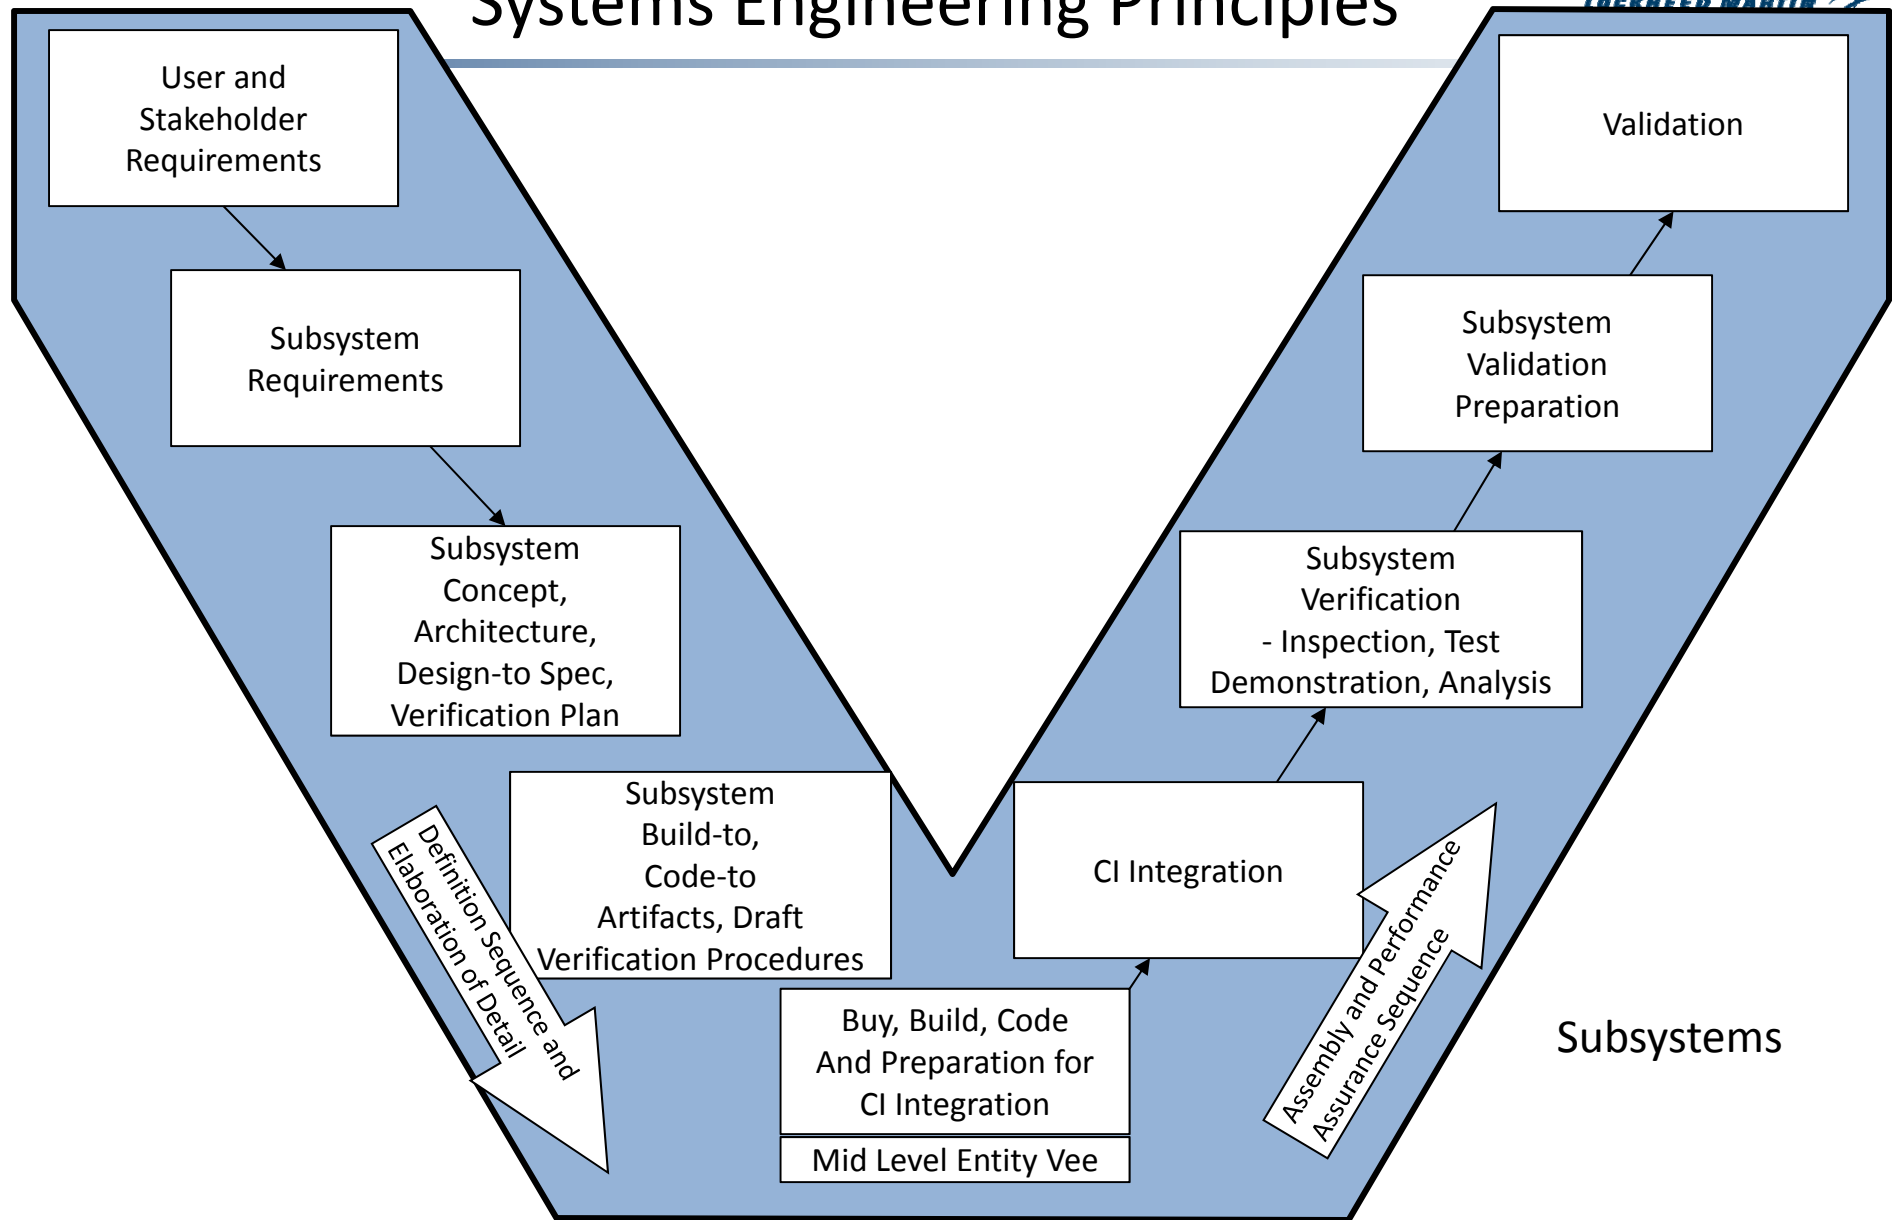 Systems Engineering Principles
LOCKHEED MARTIN
User and
Stakeholder
Requirements
Validation
Subsystem
Requirements
Subsystem
Validation
Preparation
Subsystem
Concept,
Architecture,
Design-to Spec,
Verification Plan
Subsystem
Verification
- Inspection, Test
Demonstration, Analysis
Subsystem
Build-to,
Code-to
Artifacts, Draft
Verification Procedures
CI Integration
Definition Sequence and
Elaboration of Detail
Buy, Build, Code
And Preparation for
CI Integration
Mid Level Entity Vee
Assembly and Performance
Assurance Sequence
Subsystems